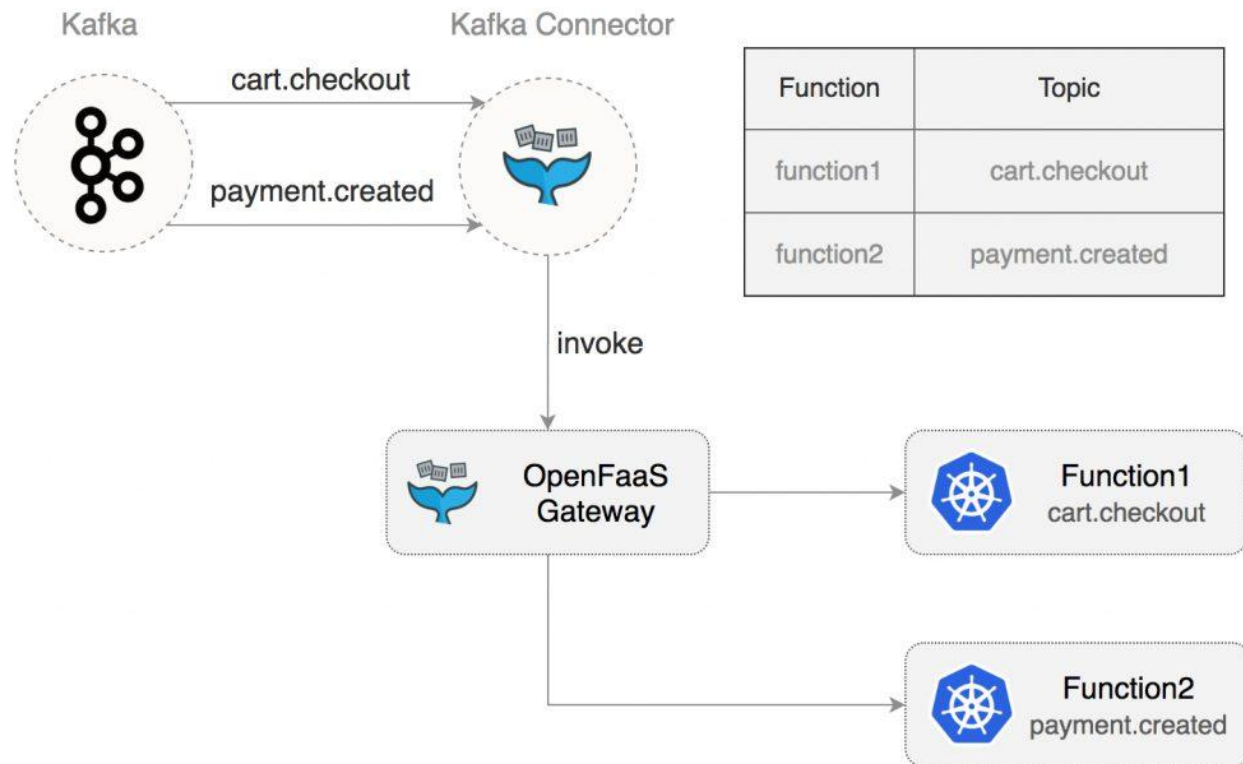 Kafka
Kafka Connector
cart.checkout
payment.created
Function Topic
function1 cart.checkout
function2 payment.created
invoke
OpenFaaS
Gateway
Function1
cart.checkout
Function2
payment.created